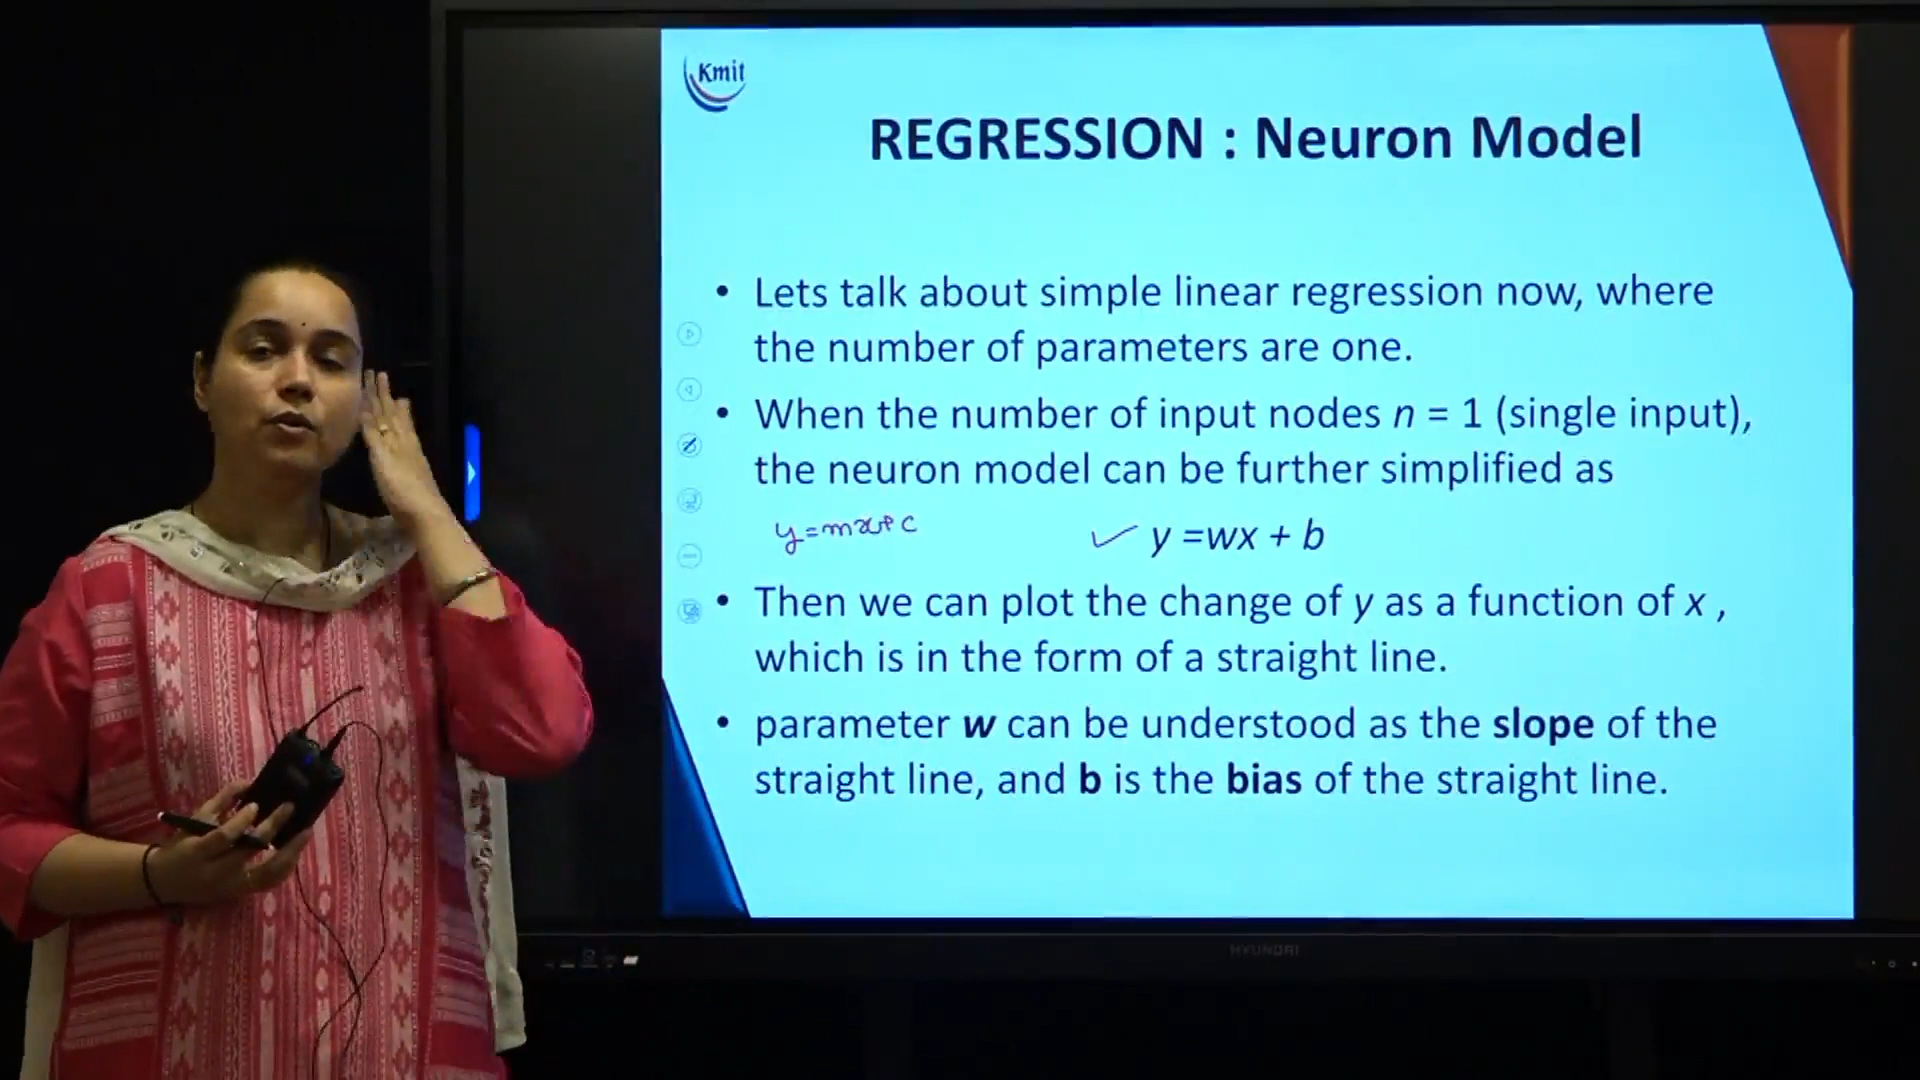 Kmit
REGRESSION : Neuron Model
• Lets talk about simple linear regression now, where
the number of parameters are one.
• When the number of input nodes n = 1 (single input),
the neuron model can be further simplified as
y=mx+c
✓ y =wx + b
• Then we can plot the change of y as a function of x ,
which is in the form of a straight line.
• parameter w can be understood as the slope of the
straight line, and b is the bias of the straight line.
HYUNDAI